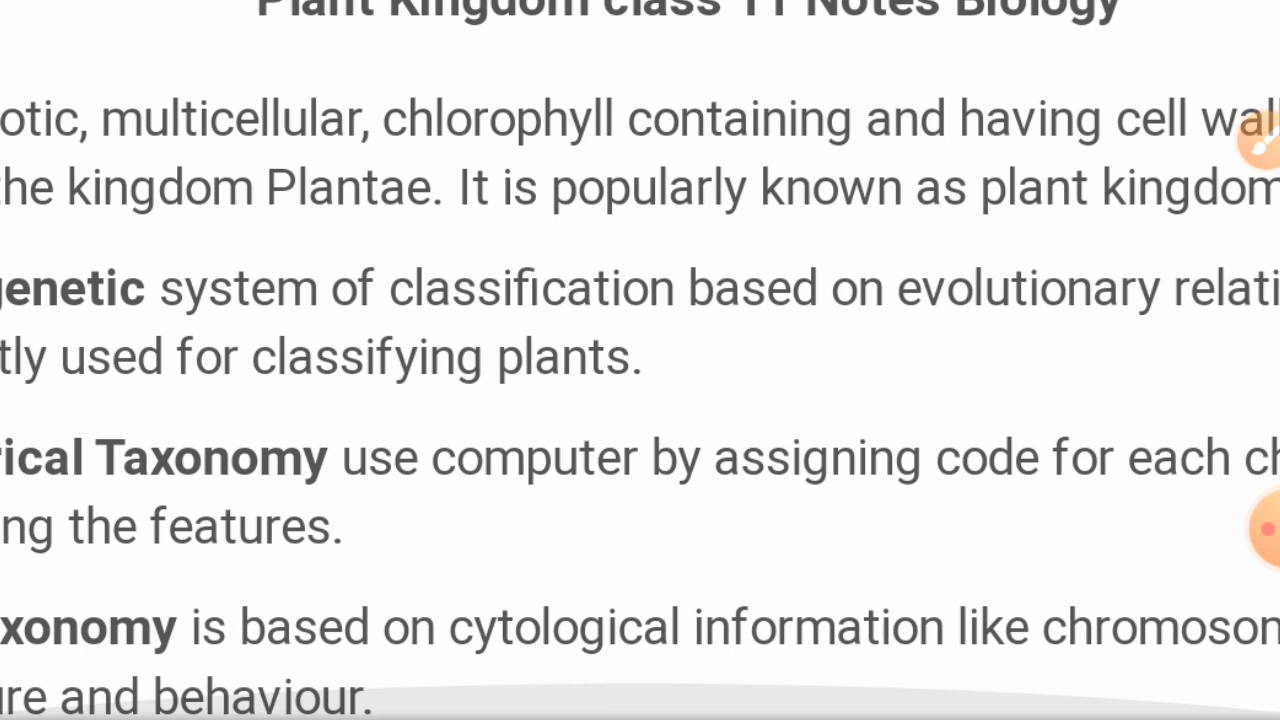 Plant Kingdom class 11 Notes Biology
otic, multicellular, chlorophyll containing and having cell wall
the kingdom Plantae. It is popularly known as plant kingdom
genetic system of classification based on evolutionary relati
tly used for classifying plants.
rical Taxonomy use computer by assigning code for each ch
ng the features.
xonomy is based on cytological information like chromosom
ure and behaviour.